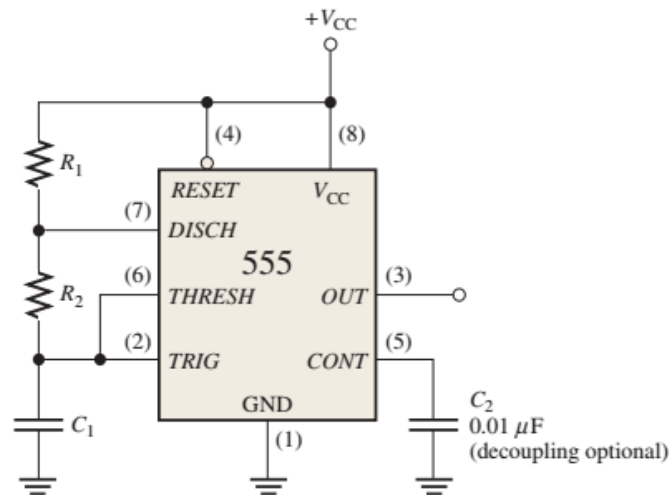 +V_CC
(4)
(8)
R_1
RESET
V_CC
(7)
DISCH
555
(6)
(3)
R_2
THRESH
OUT
(2)
(5)
TRIG
CONT
C_1
GND
C_2
0.01 μF
(decoupling optional)
(1)